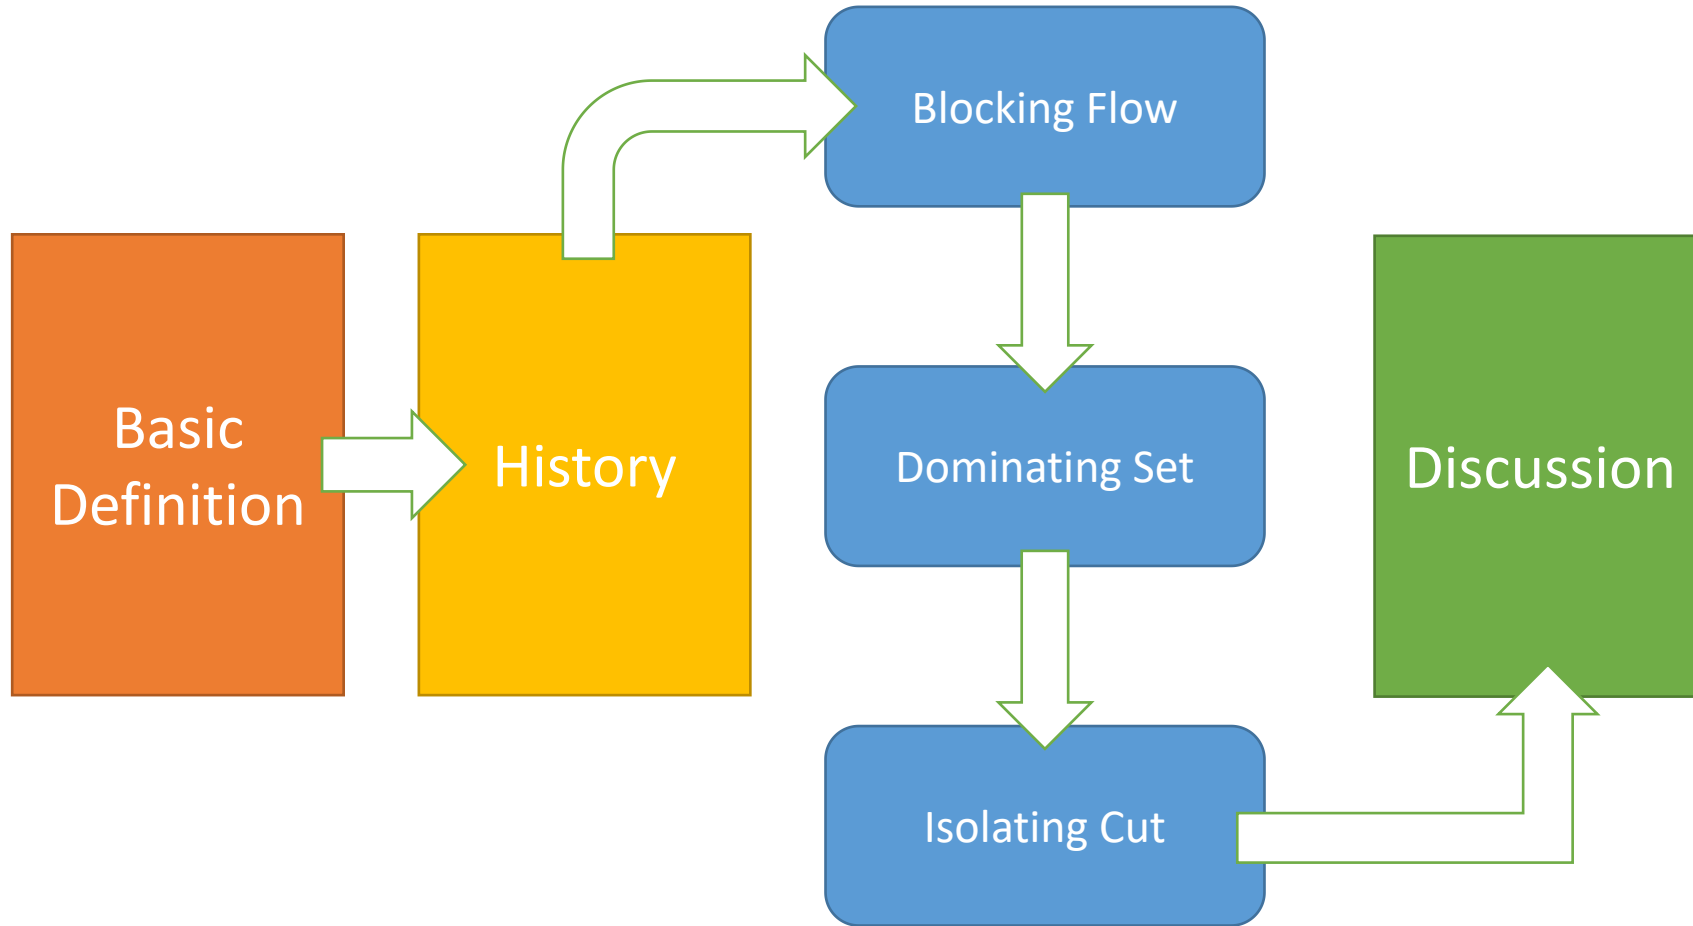 Basic
Definition
History
Blocking Flow
Dominating Set
Isolating Cut
Discussion